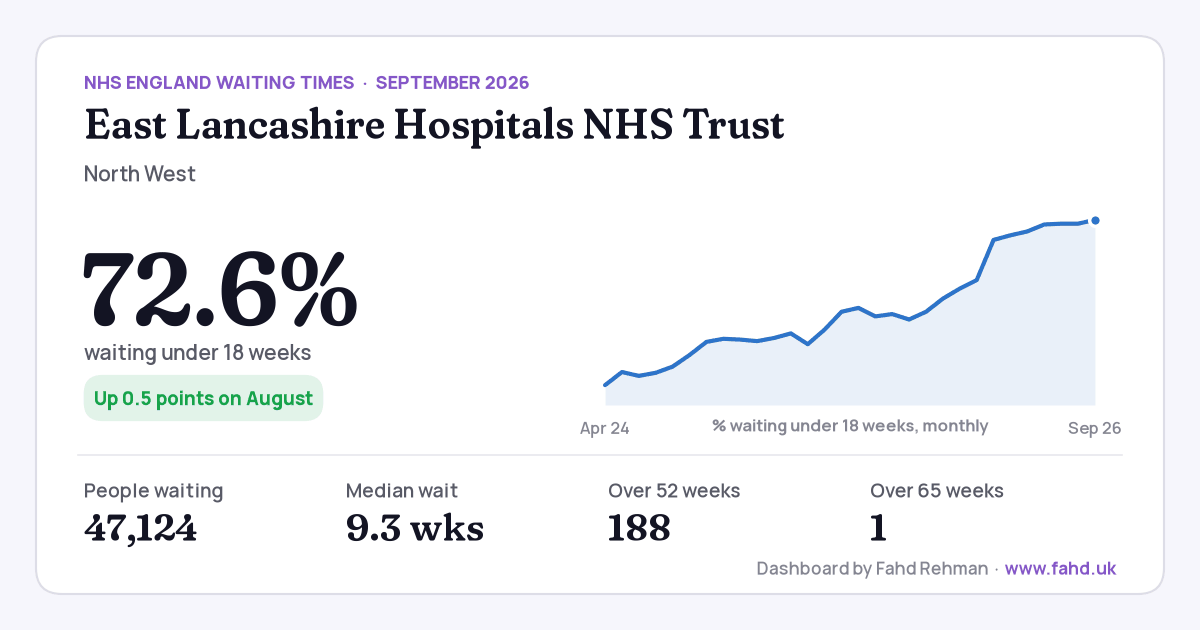 NHS ENGLAND WAITING TIMES · SEPTEMBER 2026
East Lancashire Hospitals NHS Trust
North West
72.6%
waiting under 18 weeks
Up 0.5 points on August
Apr 24
% waiting under 18 weeks, monthly
Sep 26
People waiting
47,124
Median wait
9.3 wks
Over 52 weeks
188
Over 65 weeks
1
Dashboard by Fahd Rehman · www.fahd.uk